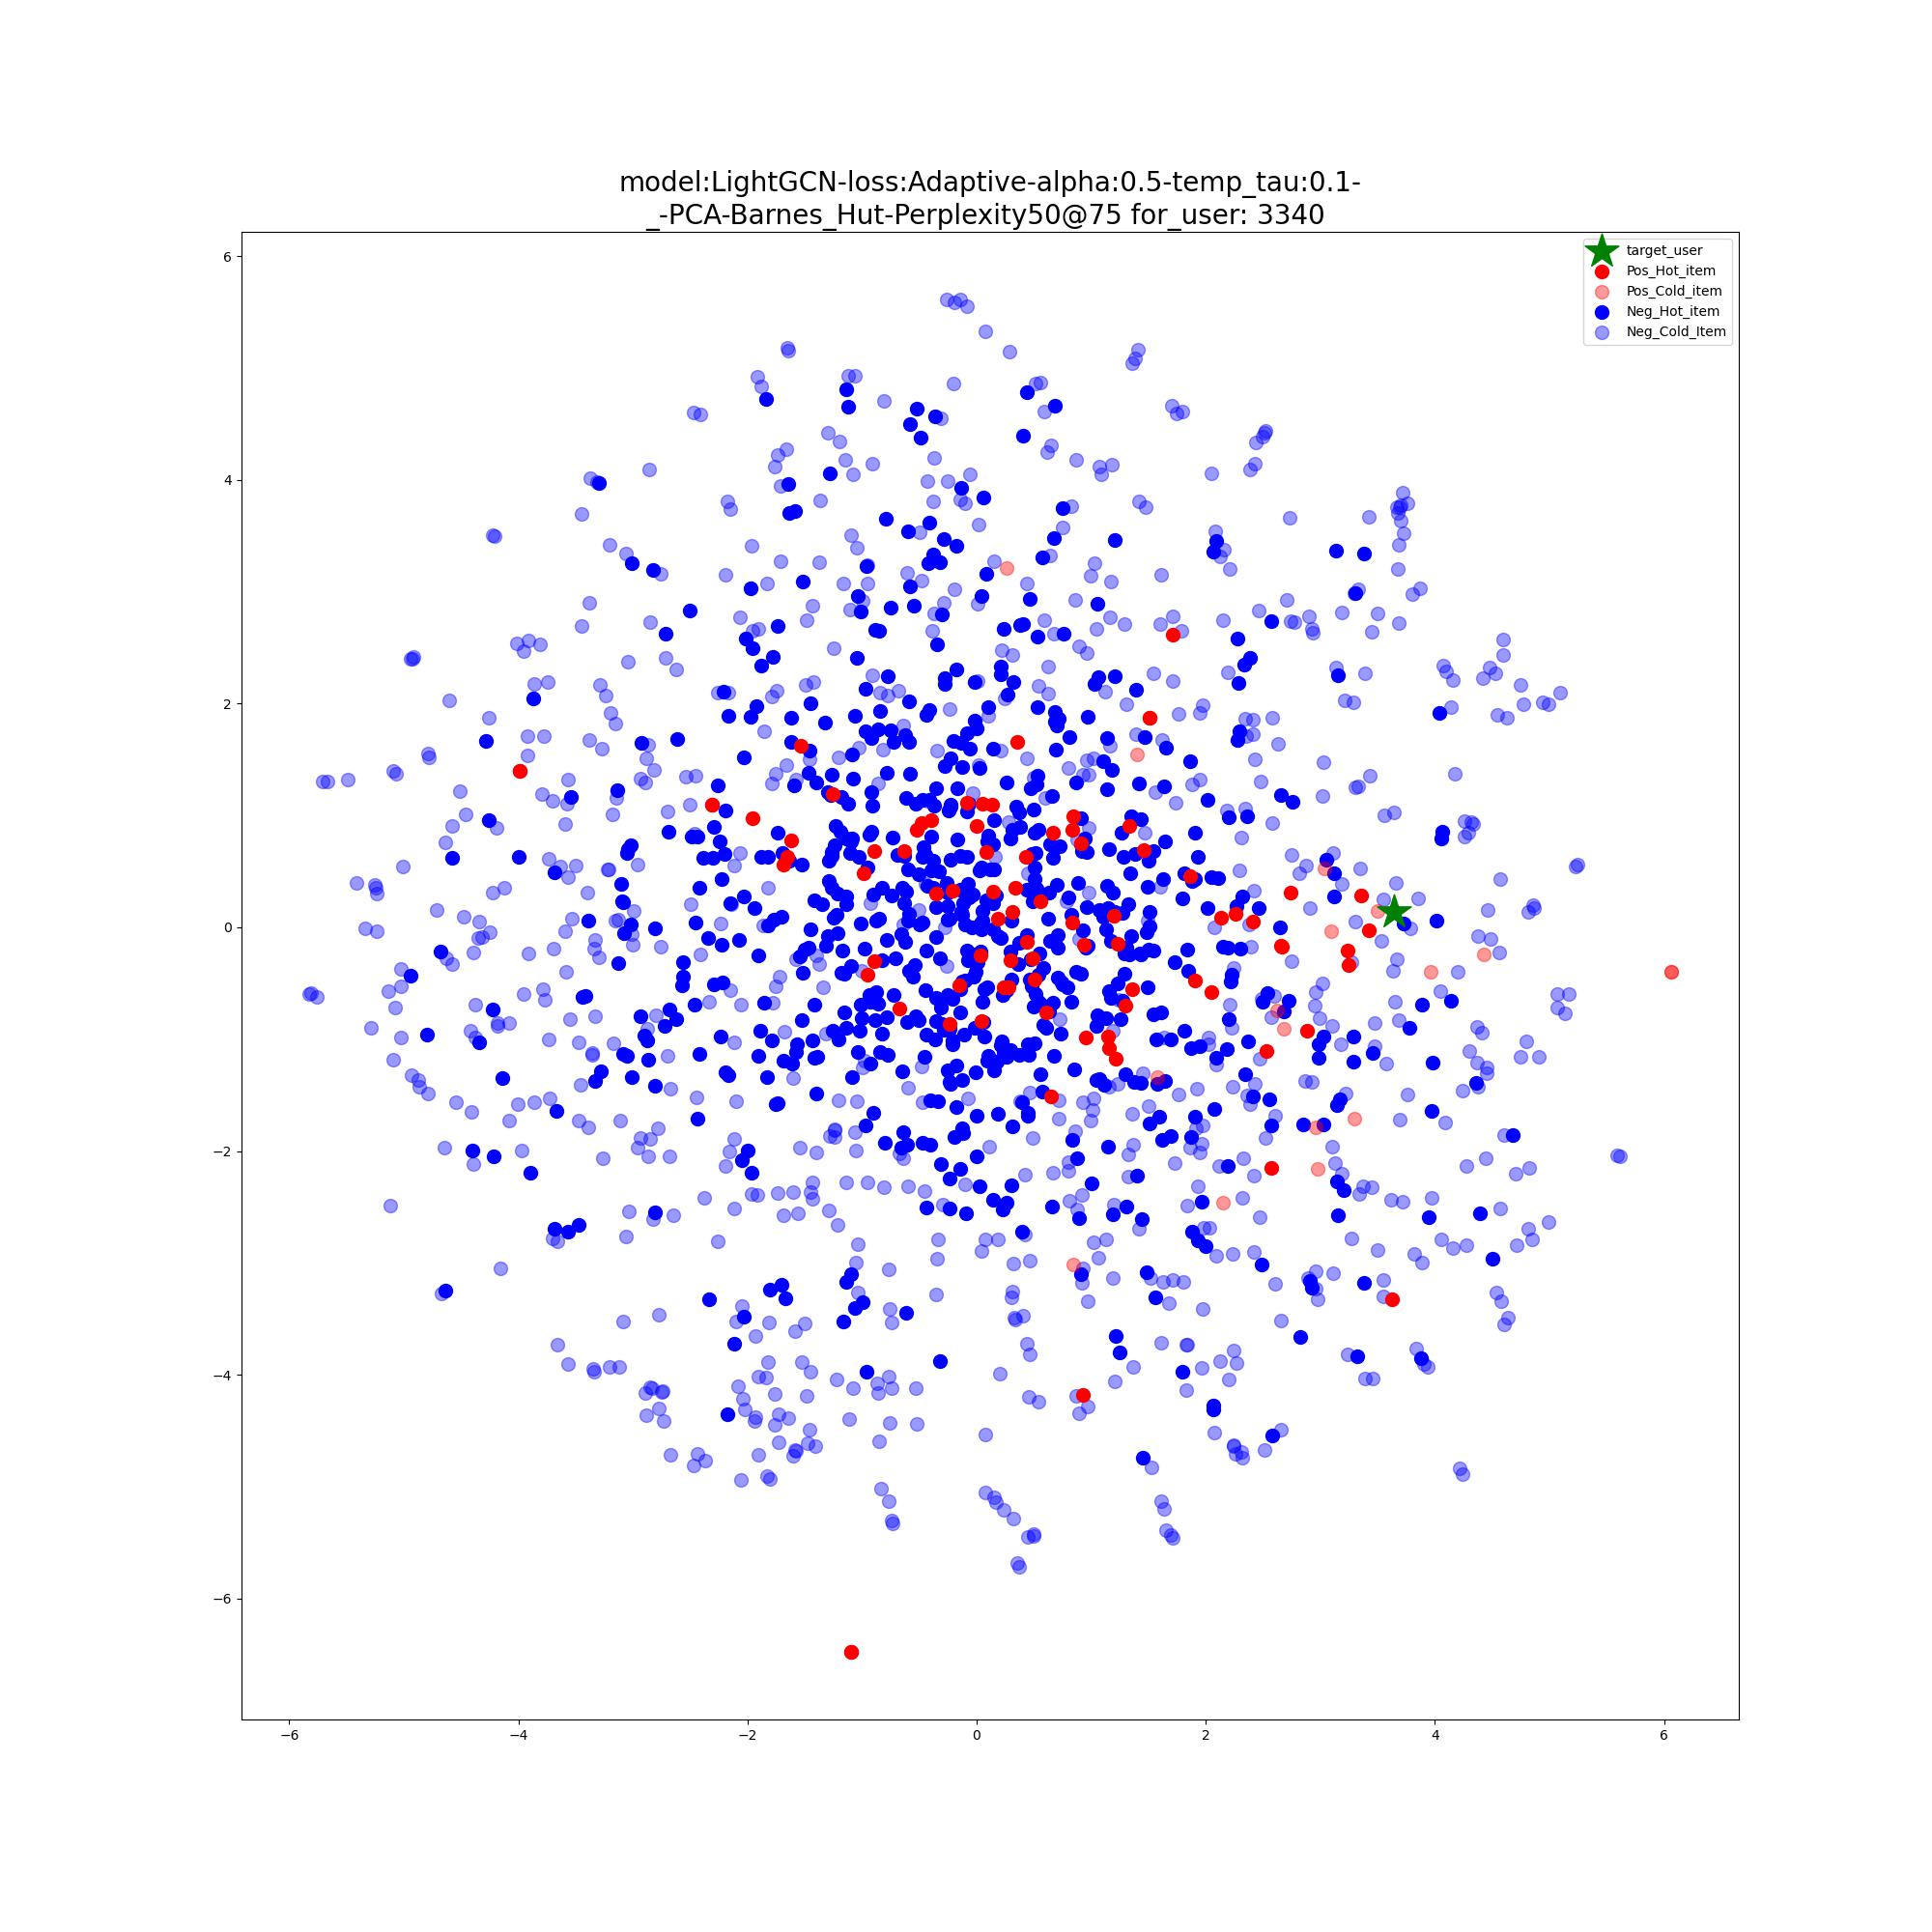 model:LightGCN-loss:Adaptive-alpha:0.5-temp_tau:0.1-
_-PCA-Barnes_Hut-Perplexity50@75 for_user: 3340
target_user
Pos_Hot_item
Pos_Cold_item
Neg_Hot_item
Neg_Cold_Item
6
4
2
0
−2
−4
−6
−6
−4
−2
0
2
4
6